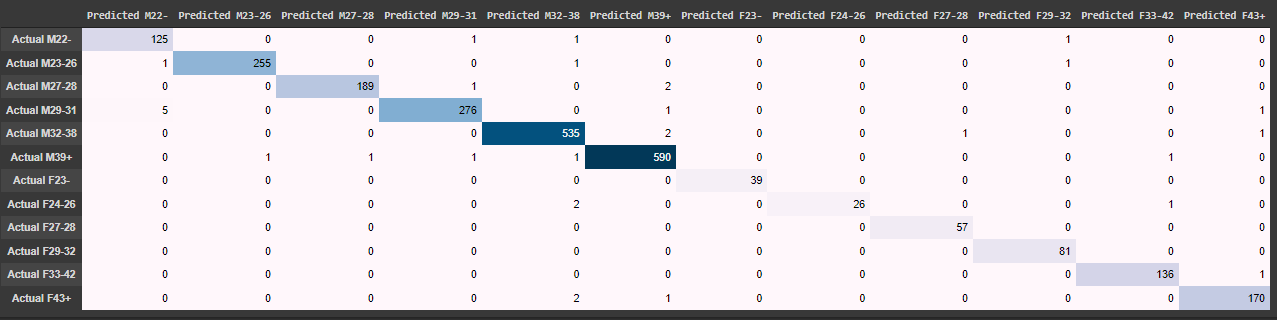 Predicted M22- Predicted M23-26 Predicted M27-28 Predicted M29-31 Predicted M32-38 Predicted M39+ Predicted F23- Predicted F24-26 Predicted F27-28 Predicted F29-32 Predicted F33-42 Predicted F43+
Actual M22- 125 0 0 1 1 0 0 0 0 1 0 0
Actual M23-26 1 255 0 0 1 0 0 0 0 1 0 0
Actual M27-28 0 0 189 1 0 2 0 0 0 0 0 0
Actual M29-31 5 0 0 276 0 1 0 0 0 0 0 1
Actual M32-38 0 0 0 0 535 2 0 0 1 0 0 1
Actual M39+ 0 1 1 1 1 590 0 0 0 0 1 0
Actual F23- 0 0 0 0 0 0 39 0 0 0 0 0
Actual F24-26 0 0 0 0 2 0 0 26 0 0 1 0
Actual F27-28 0 0 0 0 0 0 0 0 57 0 0 0
Actual F29-32 0 0 0 0 0 0 0 0 0 81 0 0
Actual F33-42 0 0 0 0 0 0 0 0 0 0 136 1
Actual F43+ 0 0 0 0 2 1 0 0 0 0 0 170